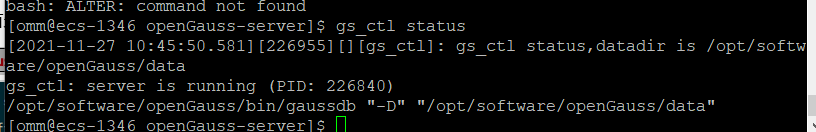 bash: ALTER: command not found
[omm@ecs-1346 openGauss-server]$ gs_ctl status
[2021-11-27 10:45:50.581][226955][][gs_ctl]: gs_ctl status,datadir is /opt/softw
are/openGauss/data
gs_ctl: server is running (PID: 226840)
/opt/software/openGauss/bin/gaussdb "-D" "/opt/software/openGauss/data"
[omm@ecs-1346 openGauss-server]$